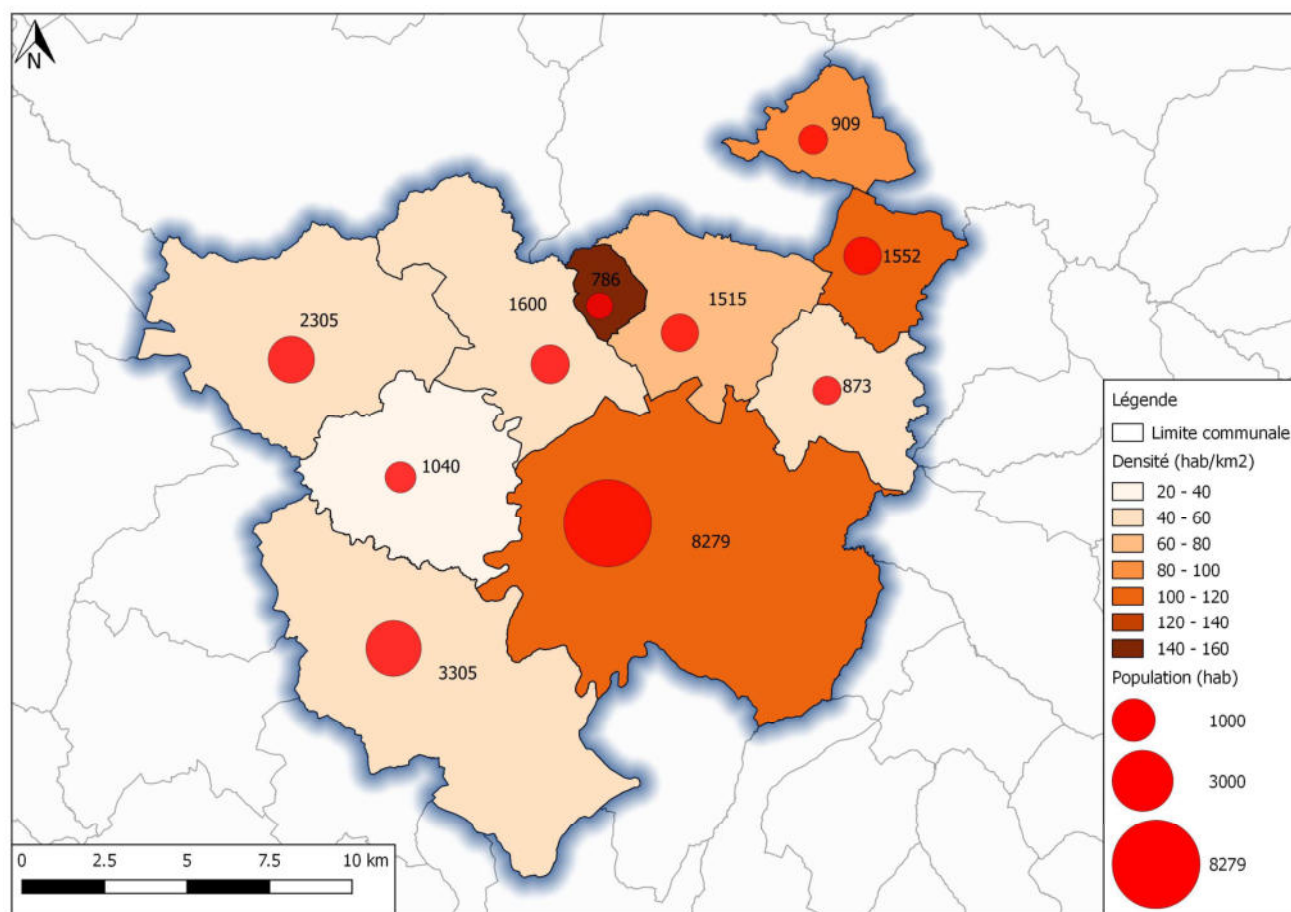 N
909
1552
786
1600
1515
2305
873
1040
8279
3305
Légende
Limite communale
Densité (hab/km2)
20 - 40
40 - 60
60 - 80
80 - 100
100 - 120
120 - 140
140 - 160
Population (hab)
1000
3000
8279
0 2.5 5 7.5 10 km